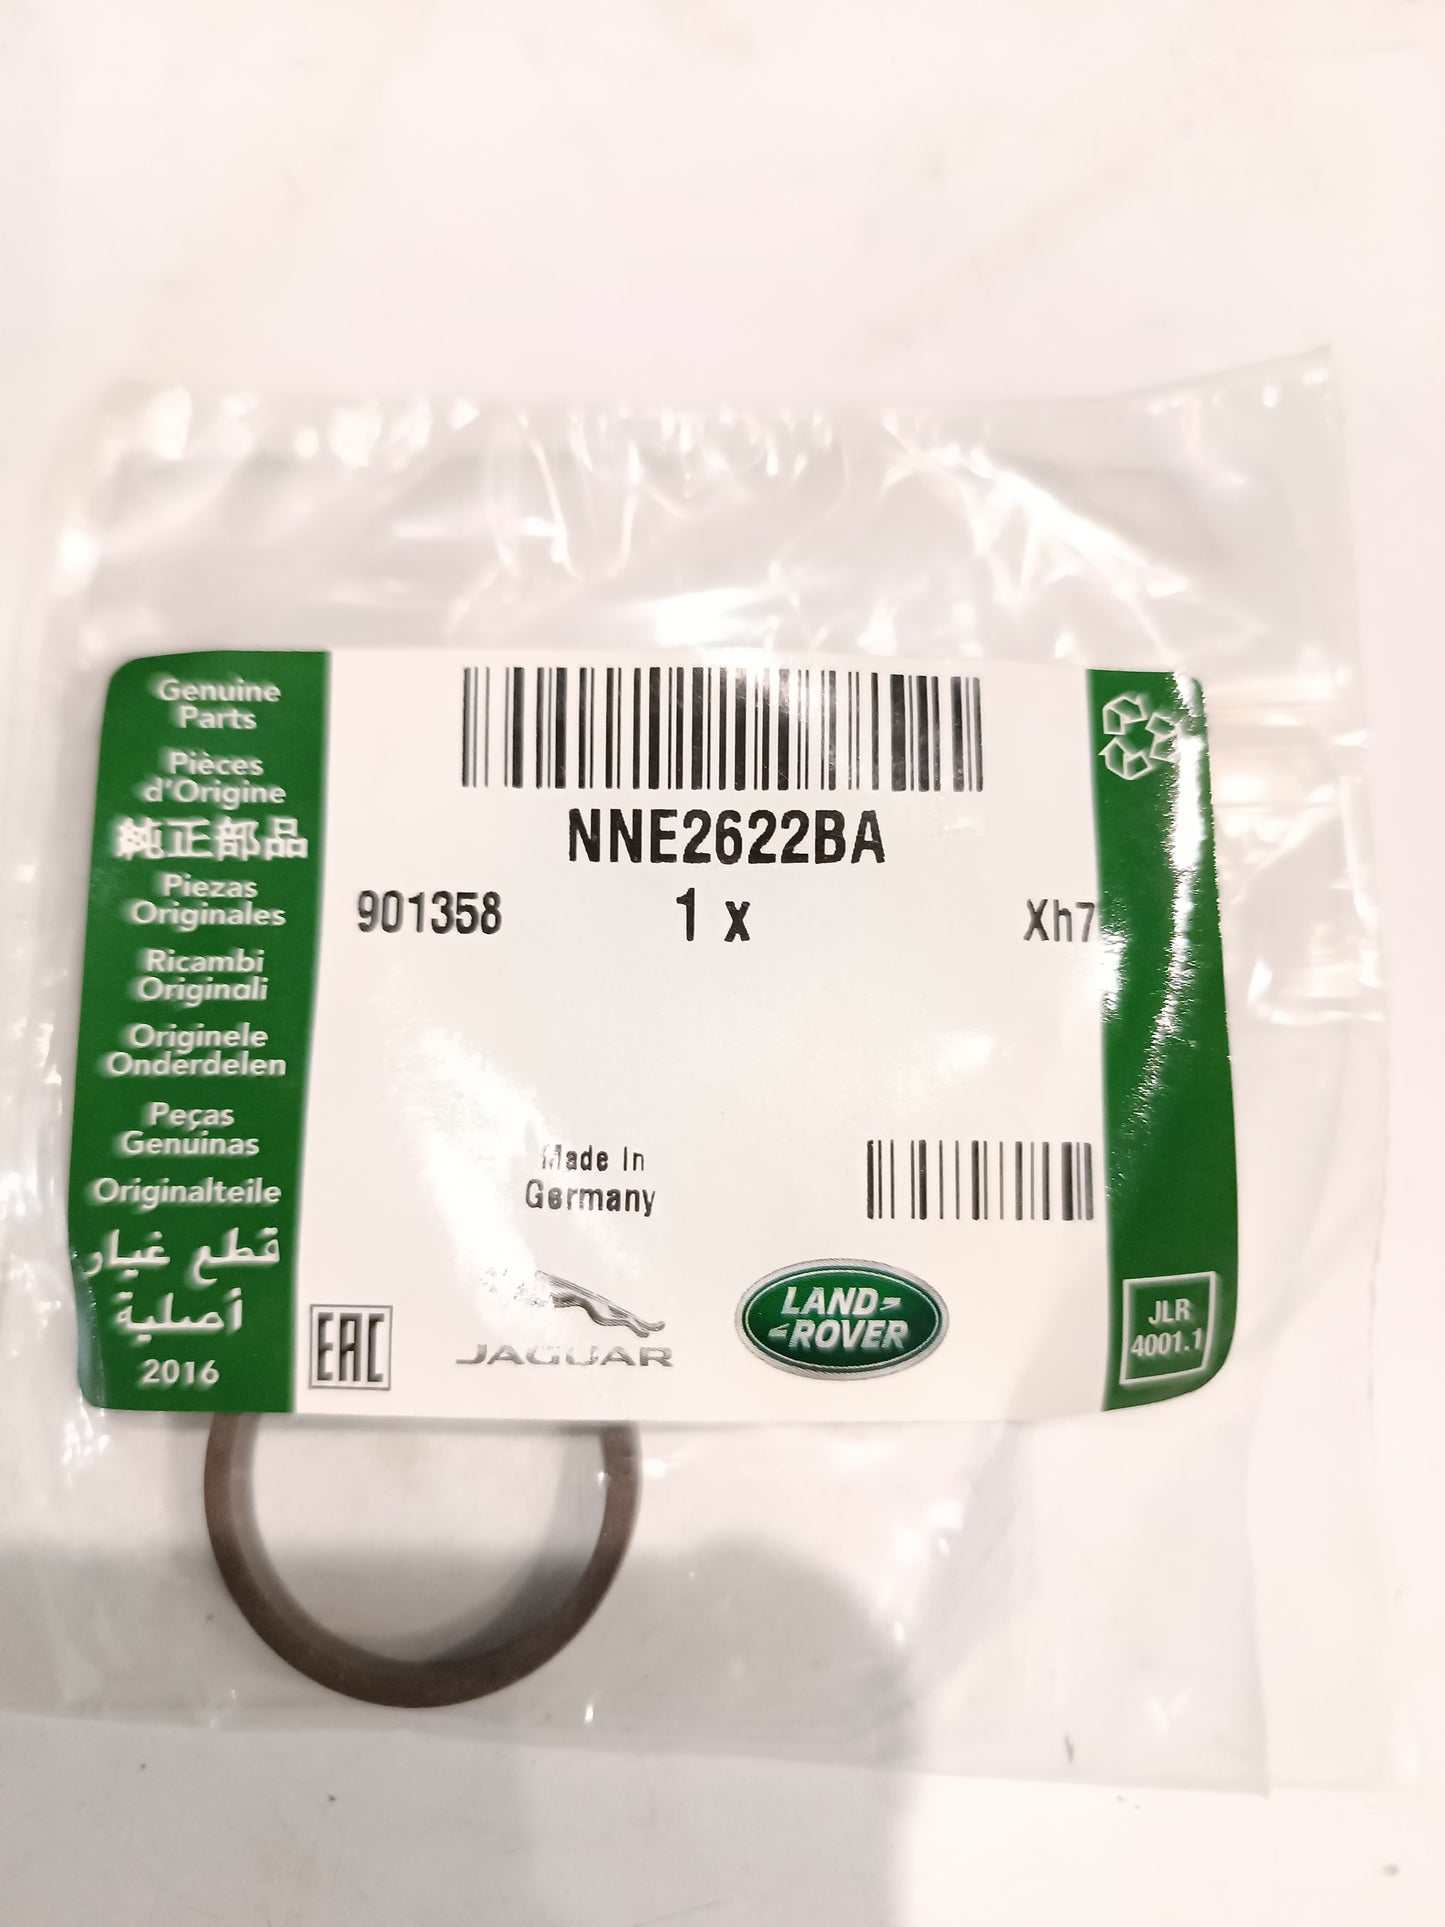 Genuine
Parts
Pièces
d'Origine
純正部品
Piezas
Originales
Ricambi
Originali
Originele
Onderdelen
Peças
Genuinas
Originalteile
قطع غيار
أصلية
2016
NNE2622BA
901358
1 x
Xh7
Made In
Germany
EAC
JAGUAR
LAND-
-ROVER
JLR
4001.1